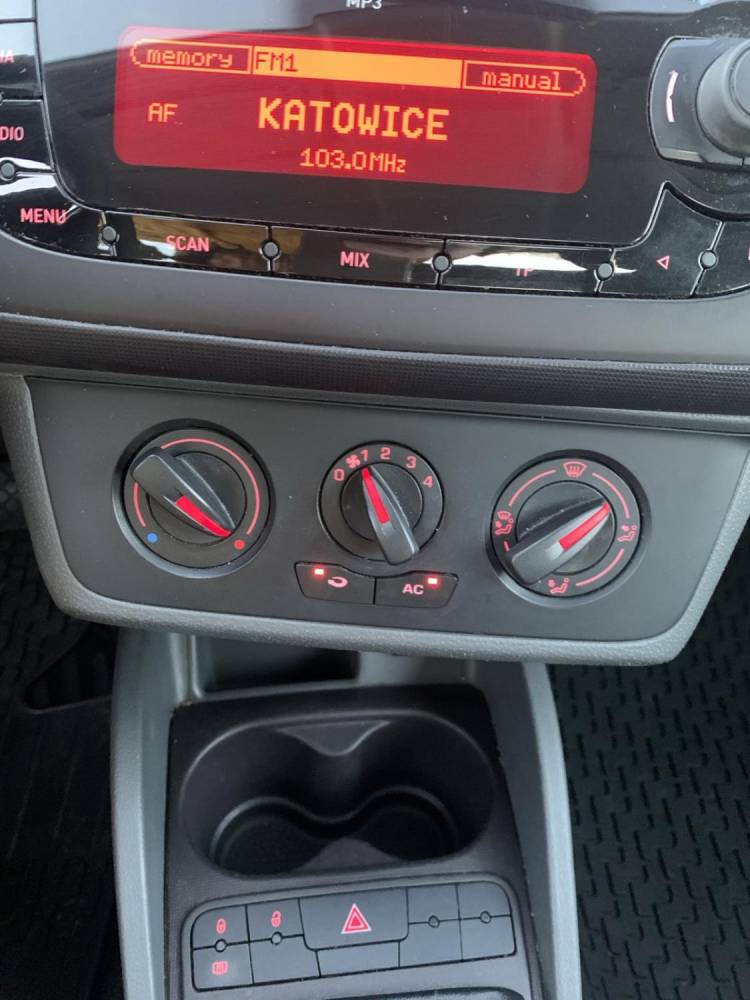 MP3
memory FM1 manual
AF KATOWICE
103.0MHz
MENU SCAN MIX TP
0 1 2 3 4
AC